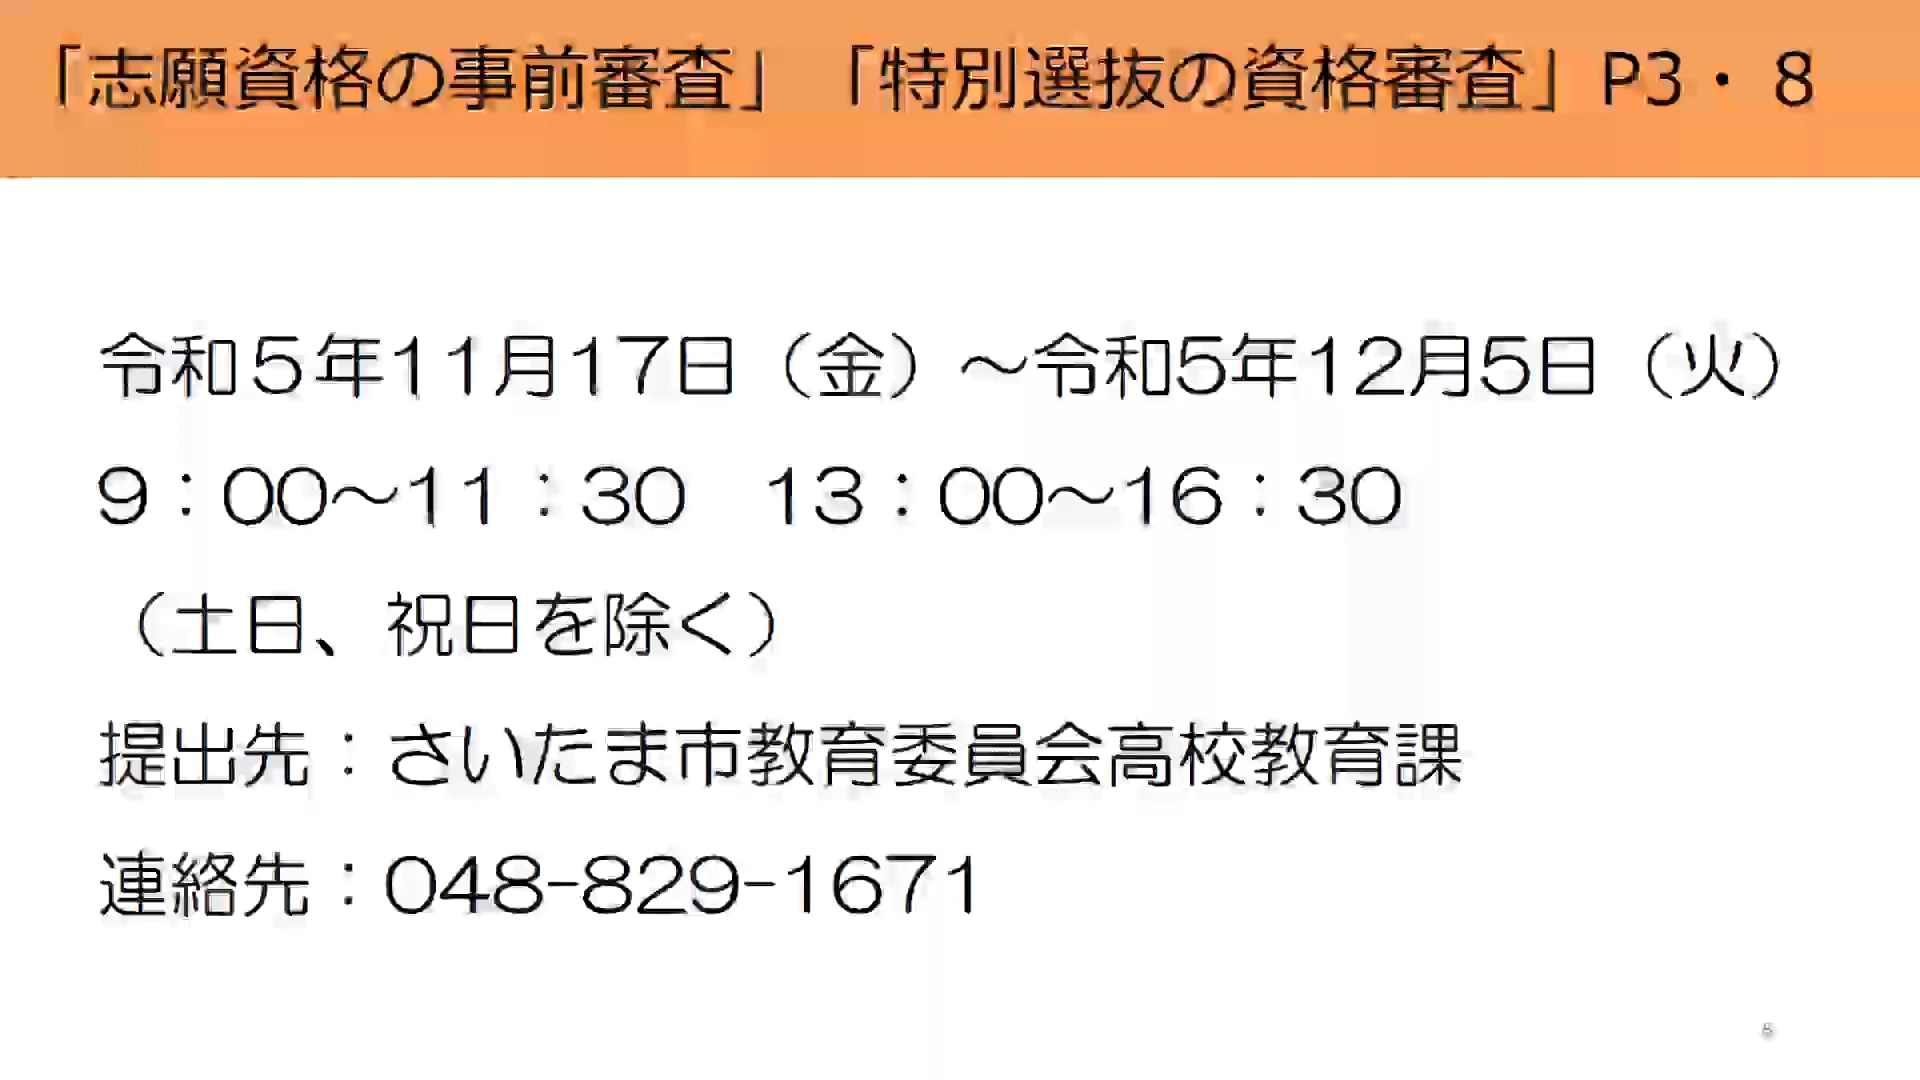 「志願資格の事前審査」「特別選抜の資格審査」P3・8
令和5年11月17日（金）～令和5年12月5日（火）
9：00～11：30　13：00～16：30
（土日、祝日を除く）
提出先：さいたま市教育委員会高校教育課
連絡先：048-829-1671